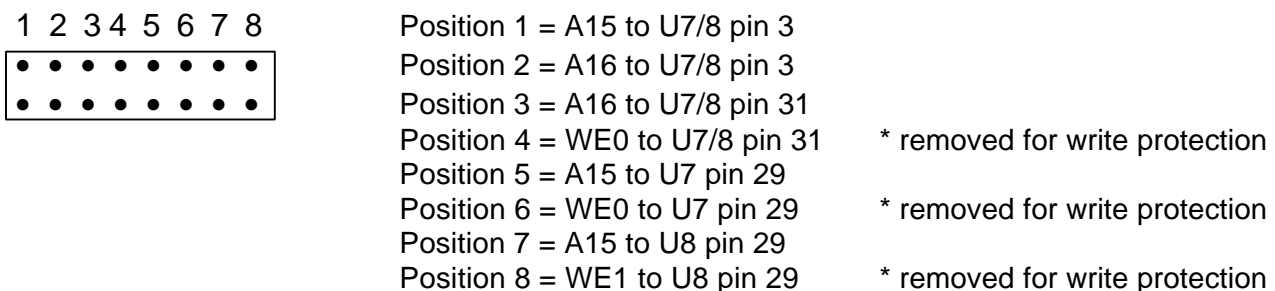 1 2 3 4 5 6 7 8
Position 1 = A15 to U7/8 pin 3
Position 2 = A16 to U7/8 pin 3
Position 3 = A16 to U7/8 pin 31
Position 4 = WE0 to U7/8 pin 31 * removed for write protection
Position 5 = A15 to U7 pin 29
Position 6 = WE0 to U7 pin 29 * removed for write protection
Position 7 = A15 to U8 pin 29
Position 8 = WE1 to U8 pin 29 * removed for write protection